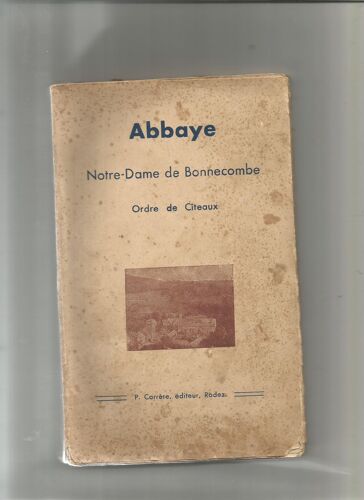 Abbaye
Notre-Dame de Bonnecombe
Ordre de Cîteaux
P. Carrère, éditeur, Rodez.